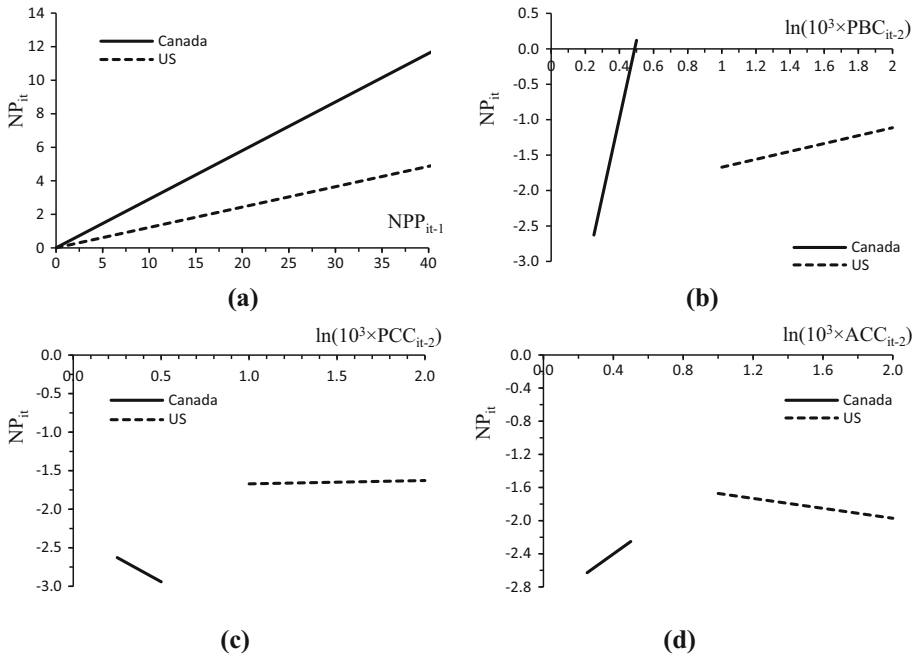 14
12
10
8
6
4
2
0
NP_it
Canada
US
NPP_it-1
0 5 10 15 20 25 30 35 40
(a)
ln(10³×PBC_it-2)
0.5
0.0
-0.5
-1.0
-1.5
-2.0
-2.5
-3.0
NP_it
0 0.2 0.4 0.6 0.8 1 1.2 1.4 1.6 1.8 2
Canada
US
(b)
ln(10³×PCC_it-2)
0.0
-0.5
-1.0
-1.5
-2.0
-2.5
-3.0
NP_it
0.0 0.5 1.0 1.5 2.0
Canada
US
(c)
ln(10³×ACC_it-2)
0.0
-0.4
-0.8
-1.2
-1.6
-2.0
-2.4
-2.8
NP_it
0.0 0.4 0.8 1.2 1.6 2.0
Canada
US
(d)